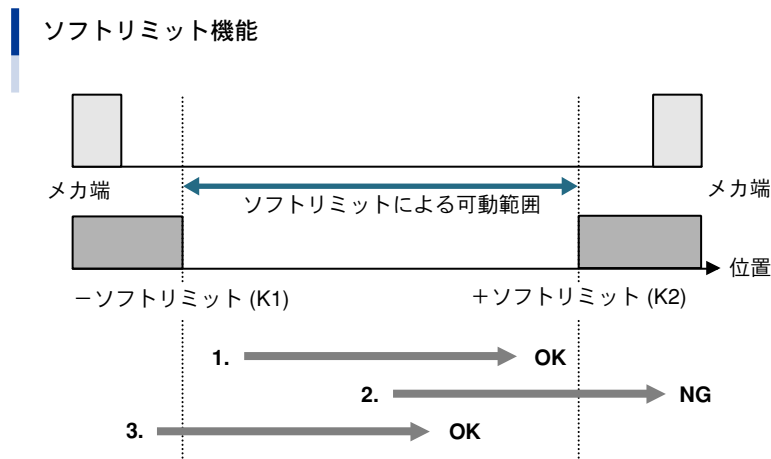 ソフトリミット機能
メカ端
メカ端
ソフトリミットによる可動範囲
位置
－ソフトリミット (K1)
＋ソフトリミット (K2)
1.
OK
2.
NG
3.
OK